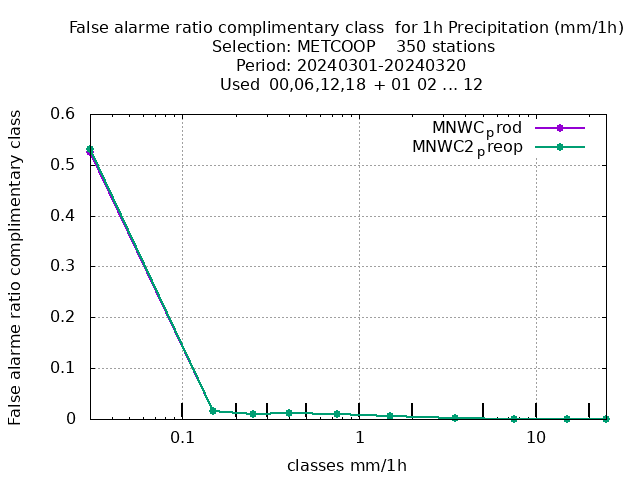 False alarme ratio complimentary class  for 1h Precipitation (mm/1h)
Selection: METCOOP    350 stations
Period: 20240301-20240320
Used  00,06,12,18  + 01 02 ... 12
False alarme ratio complimentary class
0.6
0.5
0.4
0.3
0.2
0.1
0
MNWCprod
MNWC2preop
0.1
1
10
classes mm/1h